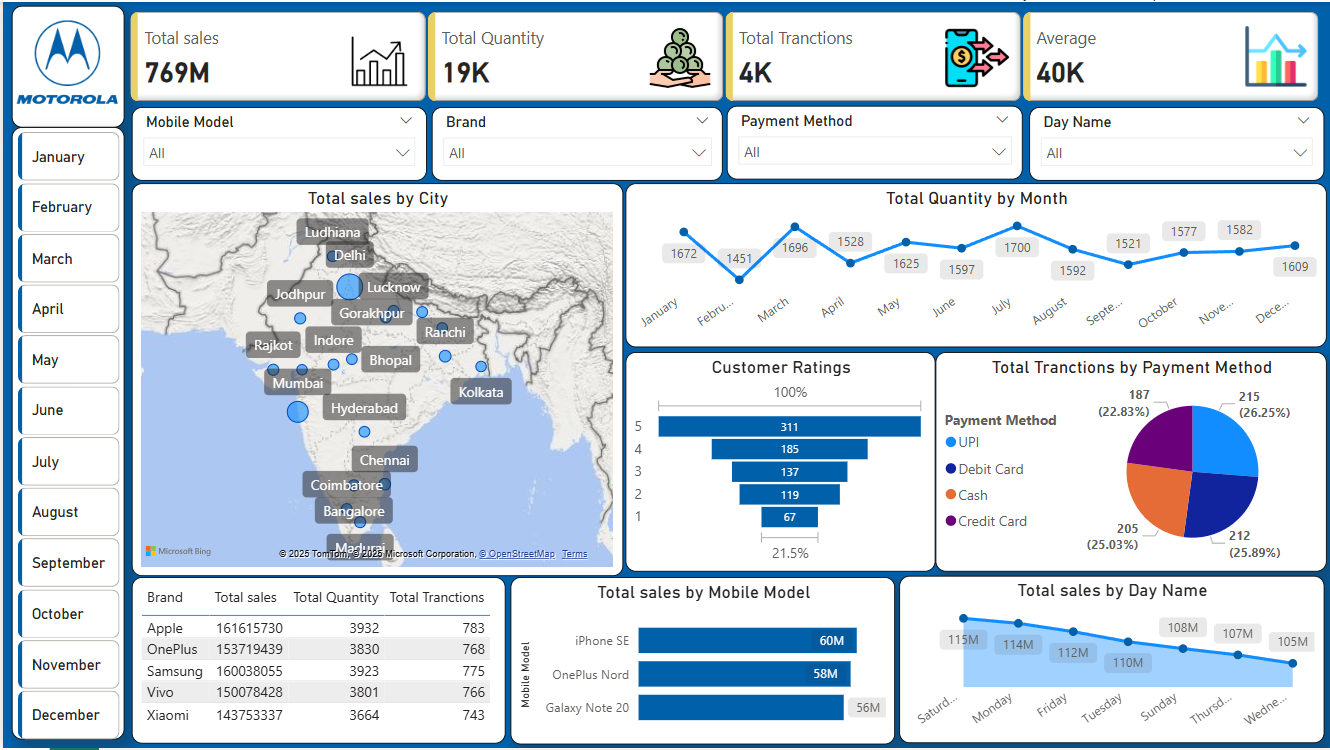 MOTOROLA
January
February
March
April
May
June
July
August
September
October
November
December
Total sales
769M
Total Quantity
19K
Total Tranctions
4K
Average
40K
Mobile Model
All
Brand
All
Payment Method
All
Day Name
All
Total sales by City
Ludhiana
Delhi
Jodhpur
Lucknow
Gorakhpur
Ranchi
Rajkot
Indore
Bhopal
Mumbai
Kolkata
Hyderabad
Chennai
Coimbatore
Bangalore
Madurai
Microsoft Bing
© 2025 TomTom, © 2025 Microsoft Corporation, © OpenStreetMap Terms
Total Quantity by Month
1672
1451
1696
1528
1625
1597
1700
1592
1521
1577
1582
1609
January
Febru...
March
April
May
June
July
August
Septe...
October
Nove...
Dece...
Customer Ratings
100%
5 311
4 185
3 137
2 119
1 67
21.5%
Total Tranctions by Payment Method
Payment Method
UPI
Debit Card
Cash
Credit Card
187
(22.83%)
215
(26.25%)
205
(25.03%)
212
(25.89%)
Brand Total sales Total Quantity Total Tranctions
Apple 161615730 3932 783
OnePlus 153719439 3830 768
Samsung 160038055 3923 775
Vivo 150078428 3801 766
Xiaomi 143753337 3664 743
Total sales by Mobile Model
Mobile Model
iPhone SE 60M
OnePlus Nord 58M
Galaxy Note 20 56M
Total sales by Day Name
115M
114M
112M
110M
108M
107M
105M
Saturd...
Monday
Friday
Tuesday
Sunday
Thursd...
Wedne...